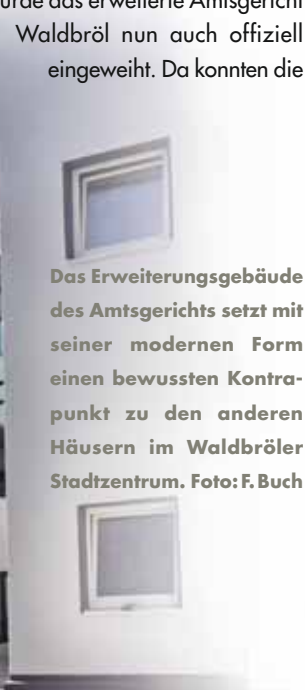 das erweiterte Amtsgericht
Waldbröl nun auch offiziell
eingeweiht. Da konnten die
Das Erweiterungsgebäude
des Amtsgerichts setzt mit
seiner modernen Form
einen bewussten Kontra-
punkt zu den anderen
Häusern im Waldbröler
Stadtzentrum. Foto: F. Buch